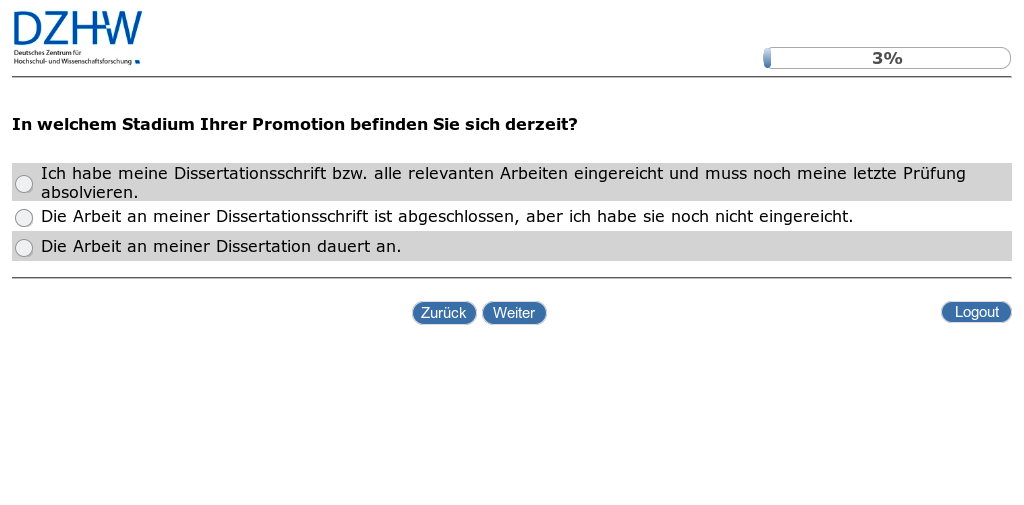 DZHW
Deutsches Zentrum für
Hochschul- und Wissenschaftsforschung
3%
In welchem Stadium Ihrer Promotion befinden Sie sich derzeit?
Ich habe meine Dissertationsschrift bzw. alle relevanten Arbeiten eingereicht und muss noch meine letzte Prüfung
absolvieren.
Die Arbeit an meiner Dissertationsschrift ist abgeschlossen, aber ich habe sie noch nicht eingereicht.
Die Arbeit an meiner Dissertation dauert an.
Zurück Weiter Logout